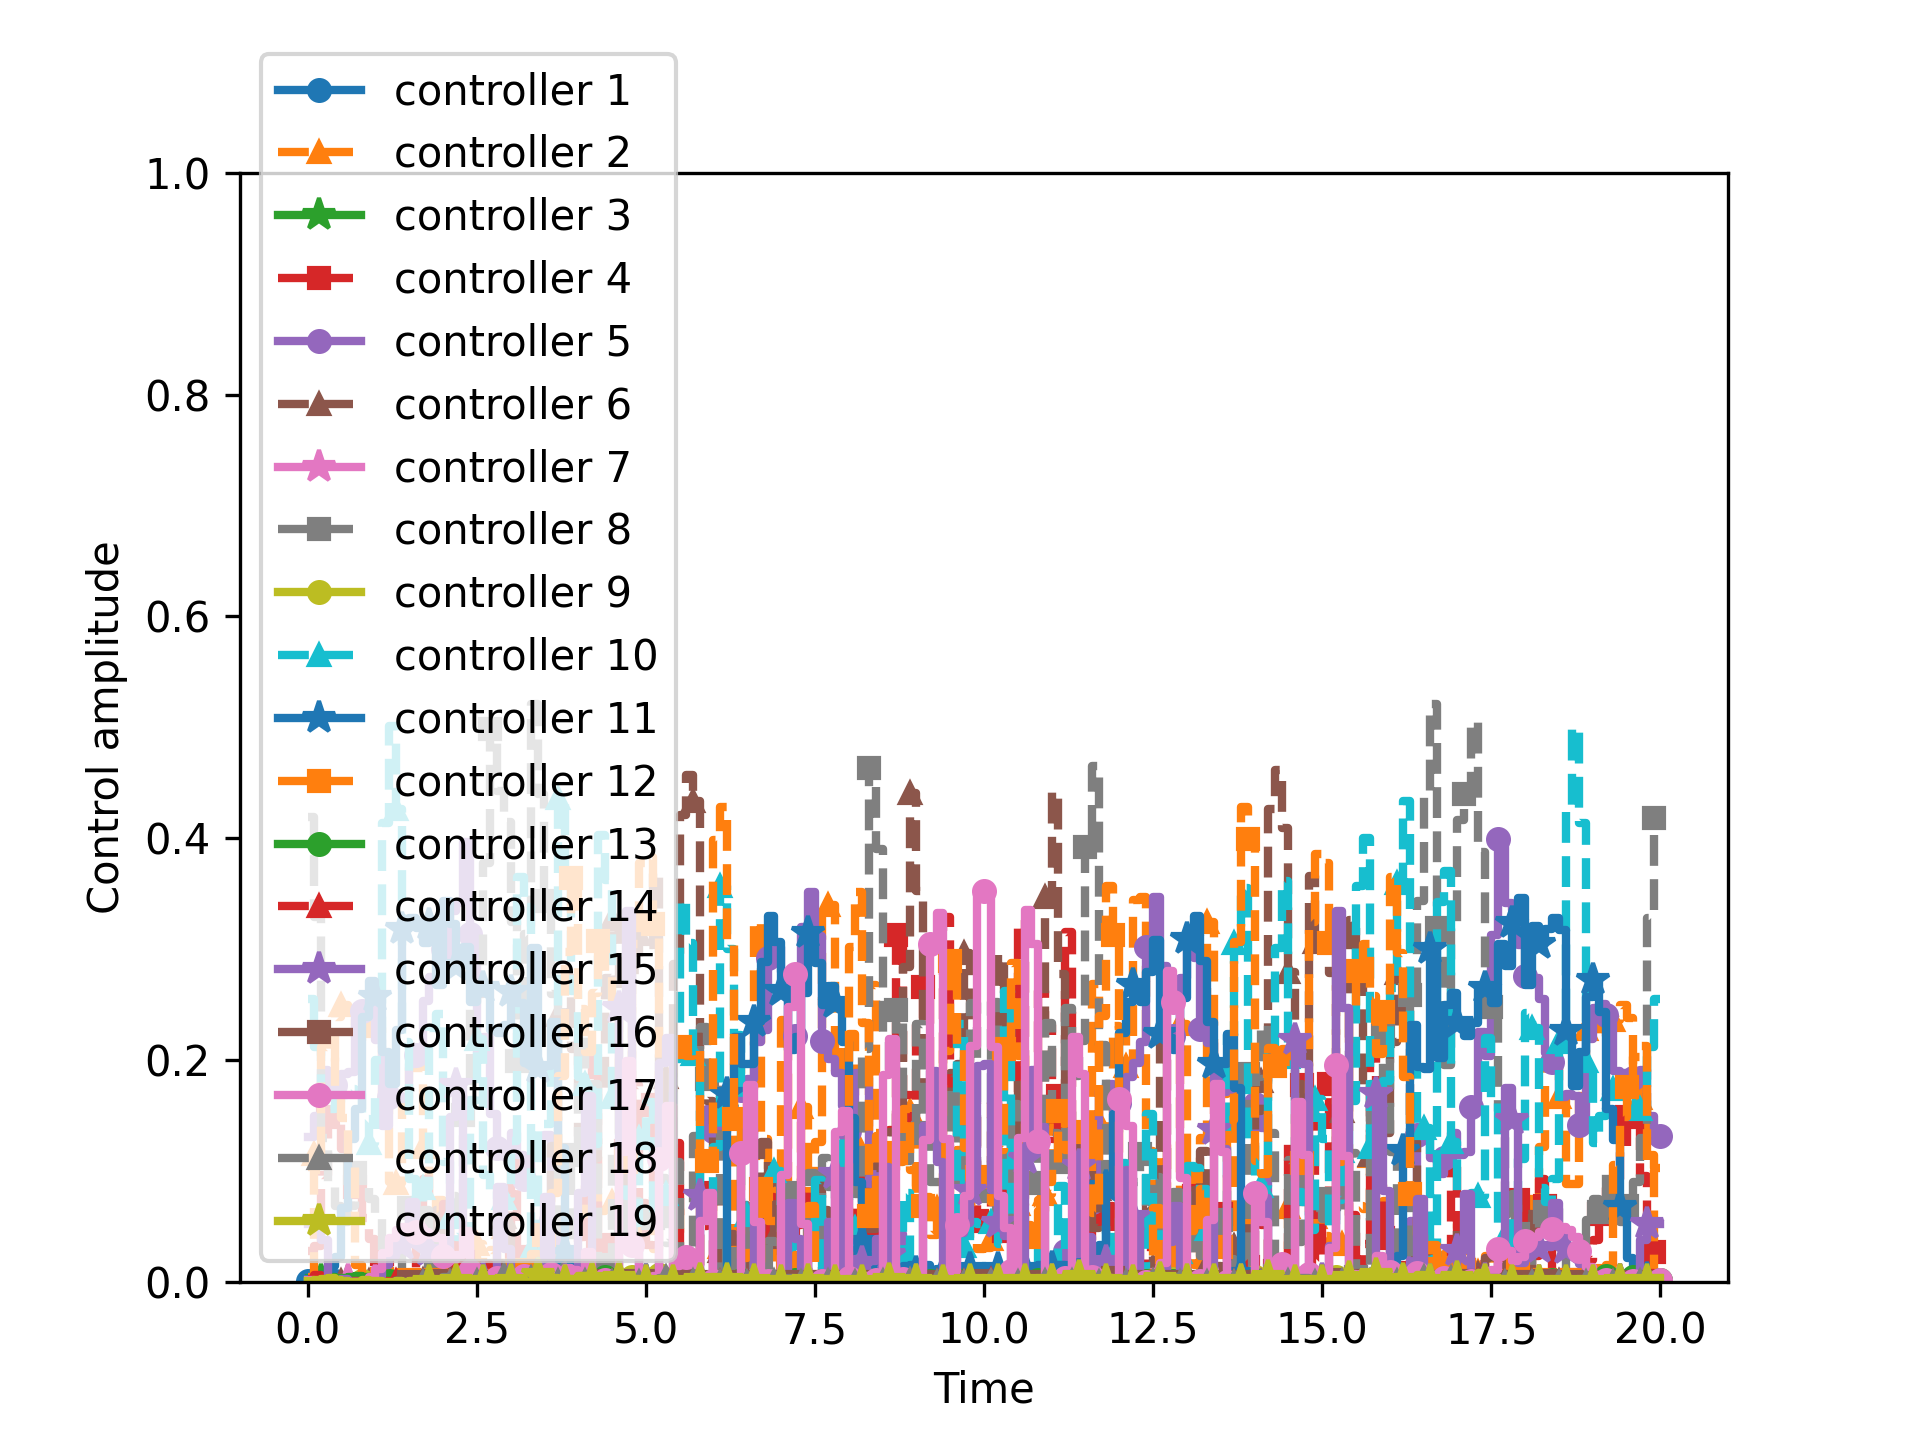 controller 1
controller 2
controller 3
controller 4
controller 5
controller 6
controller 7
controller 8
controller 9
controller 10
controller 11
controller 12
controller 13
controller 14
controller 15
controller 16
controller 17
controller 18
controller 19
1.0
0.8
0.6
0.4
0.2
0.0
Control amplitude
0.0 2.5 5.0 7.5 10.0 12.5 15.0 17.5 20.0
Time